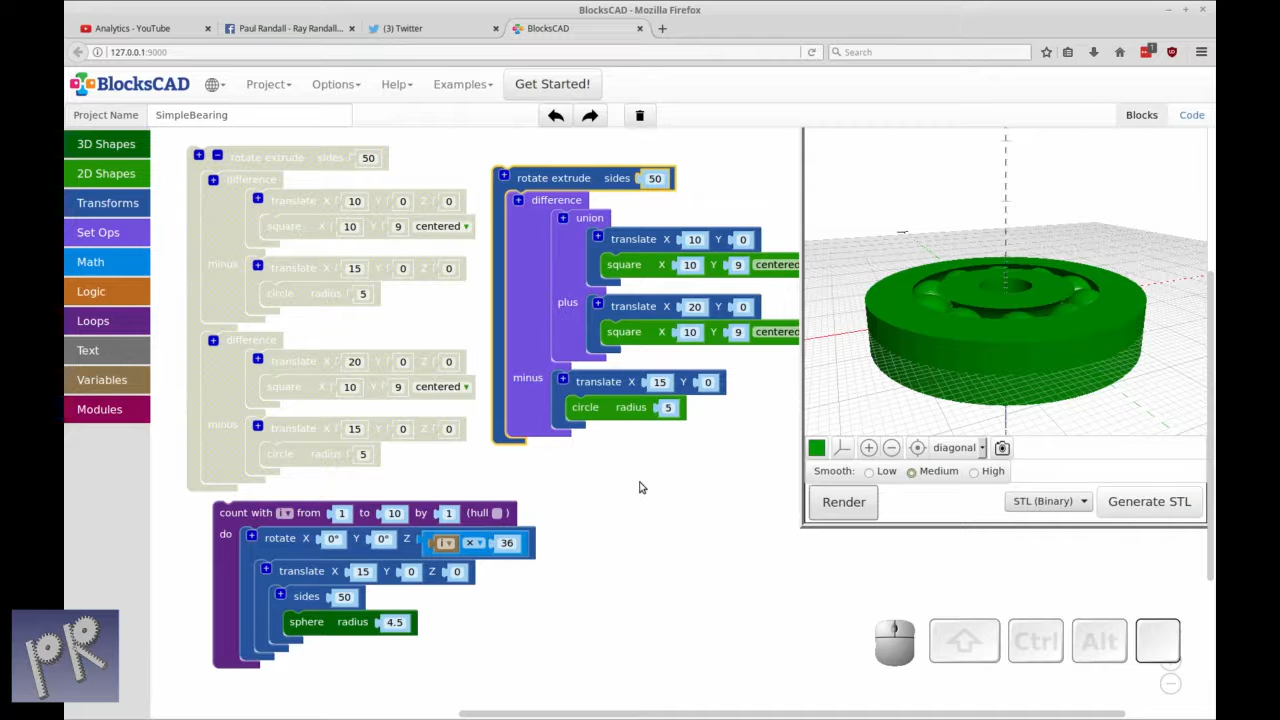 BlocksCAD - Mozilla Firefox
Analytics - YouTube
Paul Randall - Ray Randall...
(3) Twitter
BlocksCAD
127.0.0.1:9000
Search
1
BlocksCAD
Project
Options
Help
Examples
Get Started!
Project Name SimpleBearing
Blocks Code
3D Shapes
2D Shapes
Transforms
Set Ops
Math
Logic
Loops
Text
Variables
Modules
rotate extrude sides 50
difference
translate X 10 Y 0 Z 0
square X 10 Y 9 centered
minus translate X 15 Y 0 Z 0
circle radius 5
difference
translate X 20 Y 0 Z 0
square X 10 Y 9 centered
minus translate X 15 Y 0 Z 0
circle radius 5
rotate extrude sides 50
difference
union
translate X 10 Y 0
square X 10 Y 9 centered
plus translate X 20 Y 0
square X 10 Y 9 centered
minus translate X 15 Y 0
circle radius 5
count with i from 1 to 10 by 1 (hull )
do rotate X 0° Y 0° Z i × 36
translate X 15 Y 0 Z 0
sides 50
sphere radius 4.5
diagonal
Smooth: Low Medium High
Render
STL (Binary)
Generate STL
PR
Ctrl
Alt